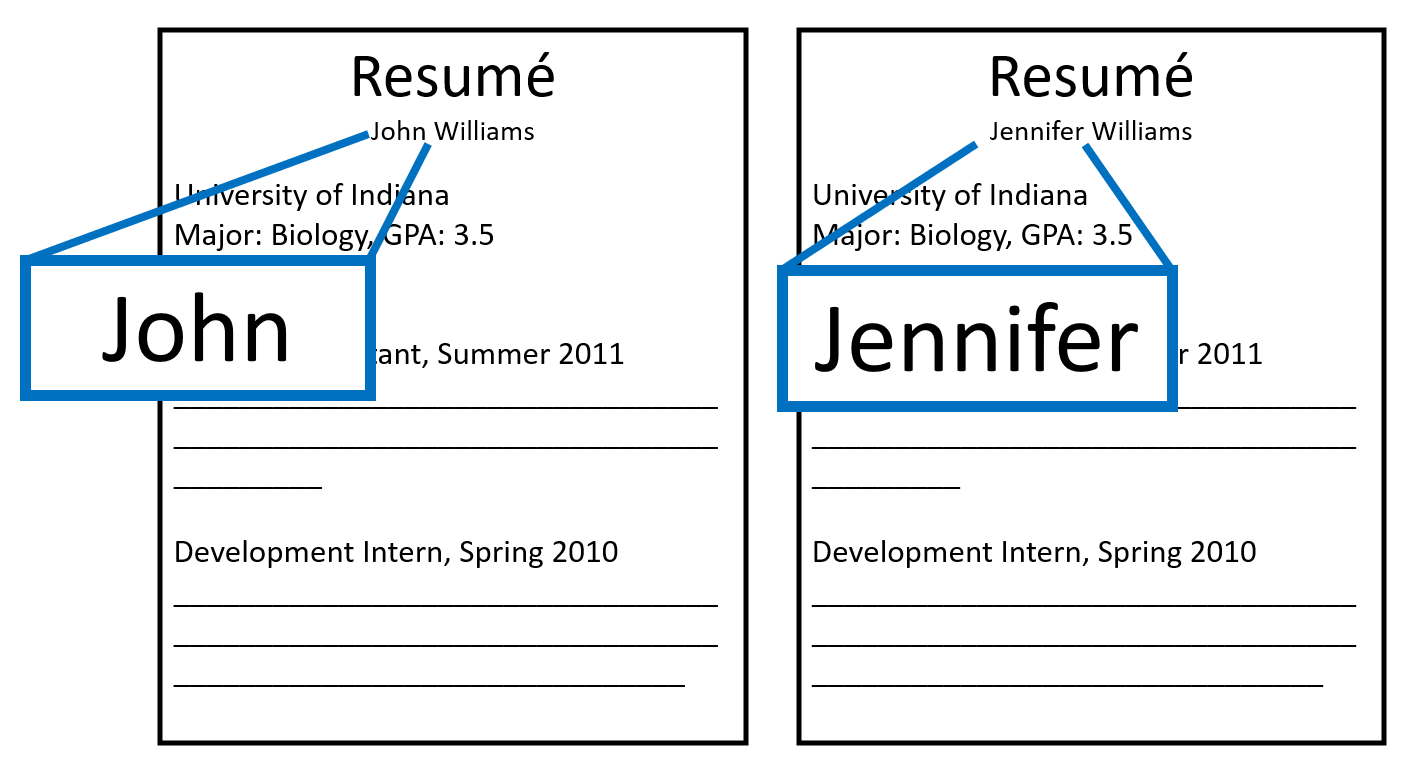 Resumé
John Williams
University of Indiana
Major: Biology, GPA: 3.5
John
Summer 2011
Development Intern, Spring 2010
Resumé
Jennifer Williams
University of Indiana
Major: Biology, GPA: 3.5
Jennifer
2011
Development Intern, Spring 2010